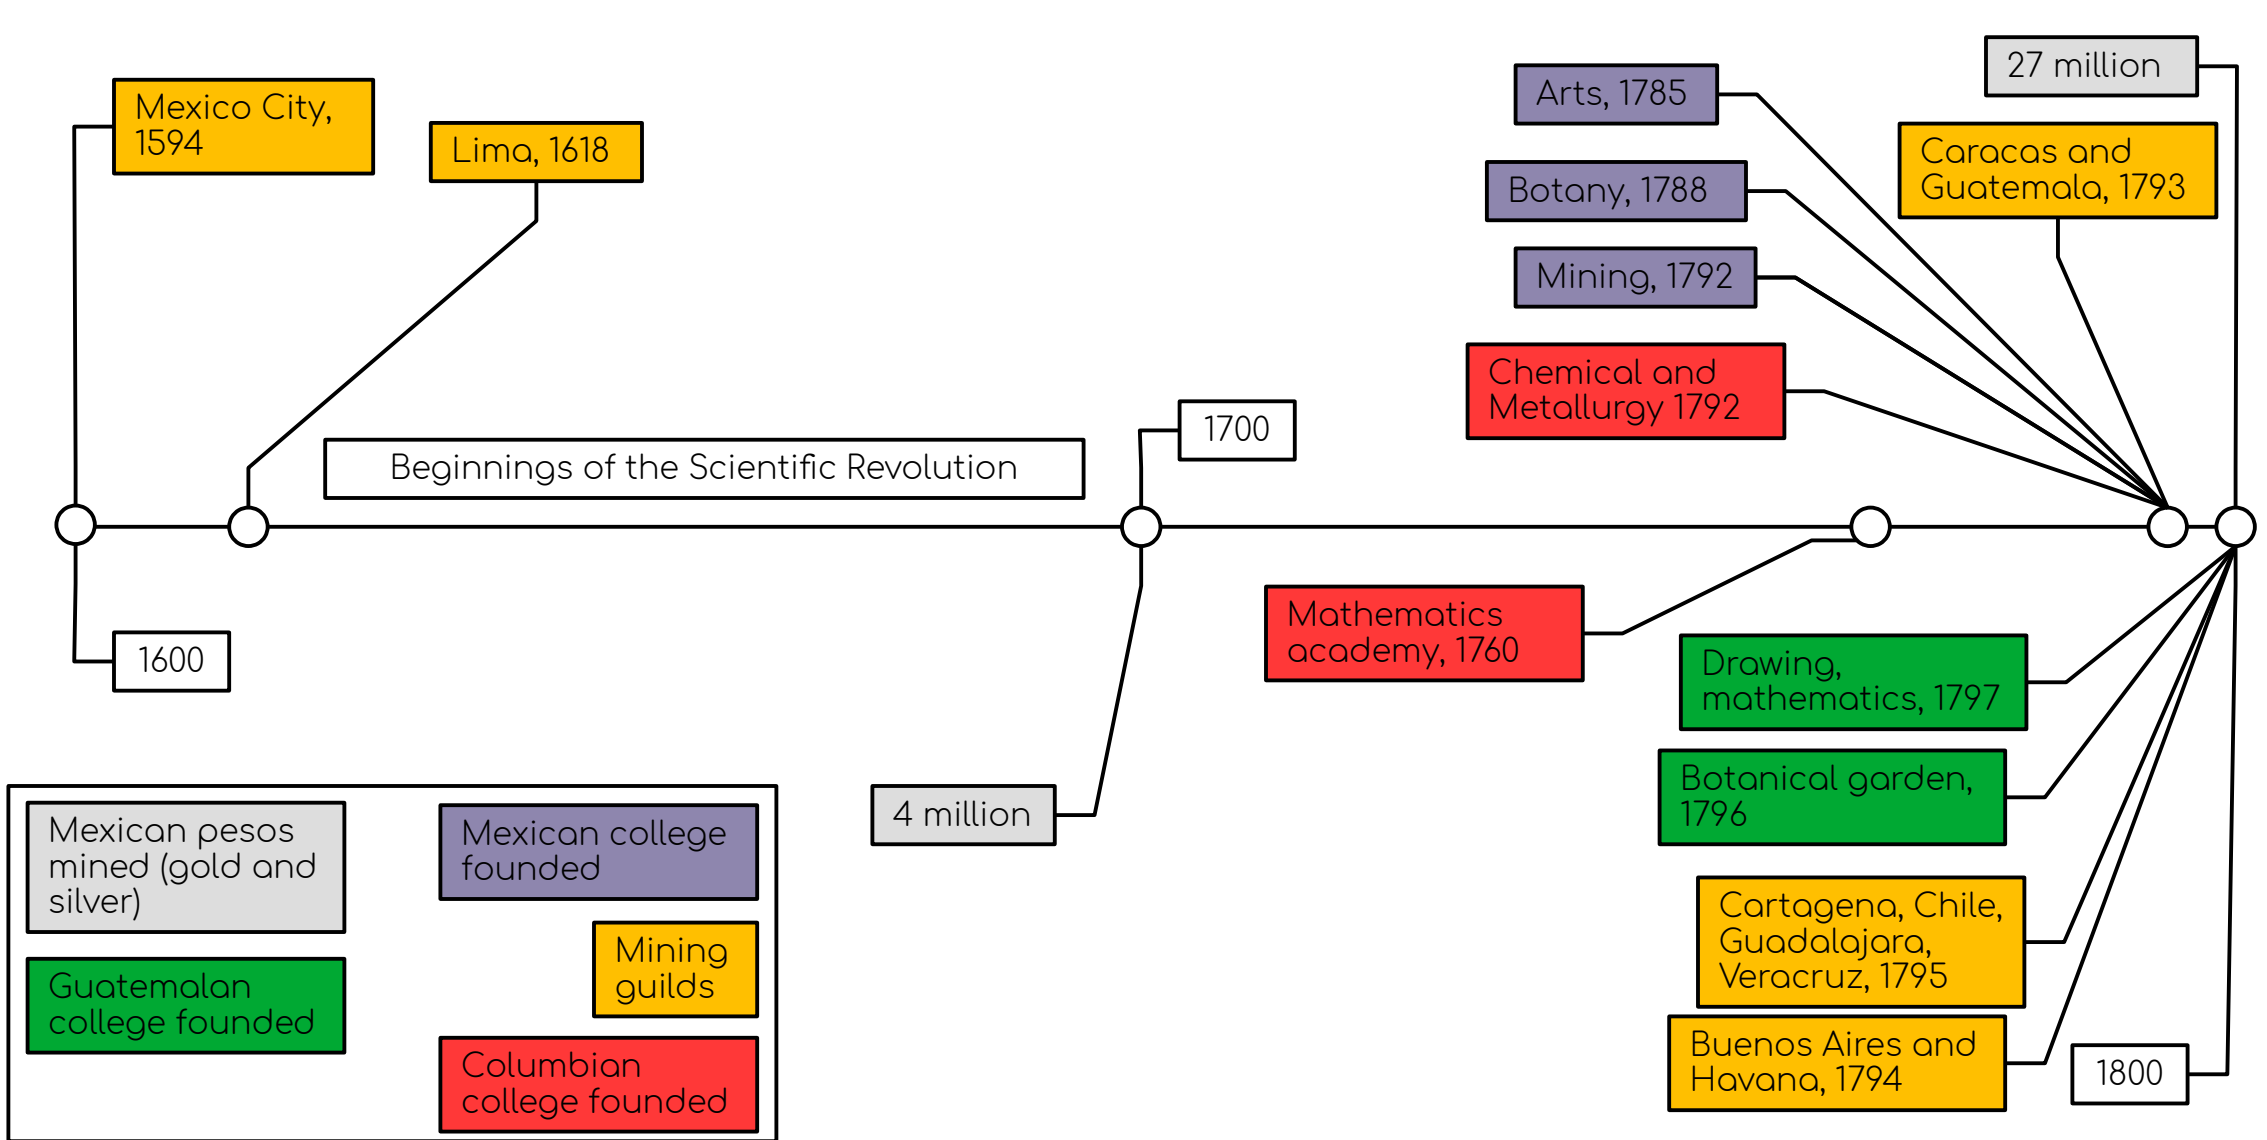 Mexico City,
1594
Lima, 1618
Arts, 1785
27 million
Botany, 1788
Caracas and
Guatemala, 1793
Mining, 1792
Chemical and
Metallurgy 1792
1700
Beginnings of the Scientific Revolution
1600
Mathematics
academy, 1760
Drawing,
mathematics, 1797
Botanical garden,
1796
4 million
Cartagena, Chile,
Guadalajara,
Veracruz, 1795
Buenos Aires and
Havana, 1794
1800
Mexican pesos
mined (gold and
silver)
Mexican college
founded
Mining
guilds
Guatemalan
college founded
Columbian
college founded